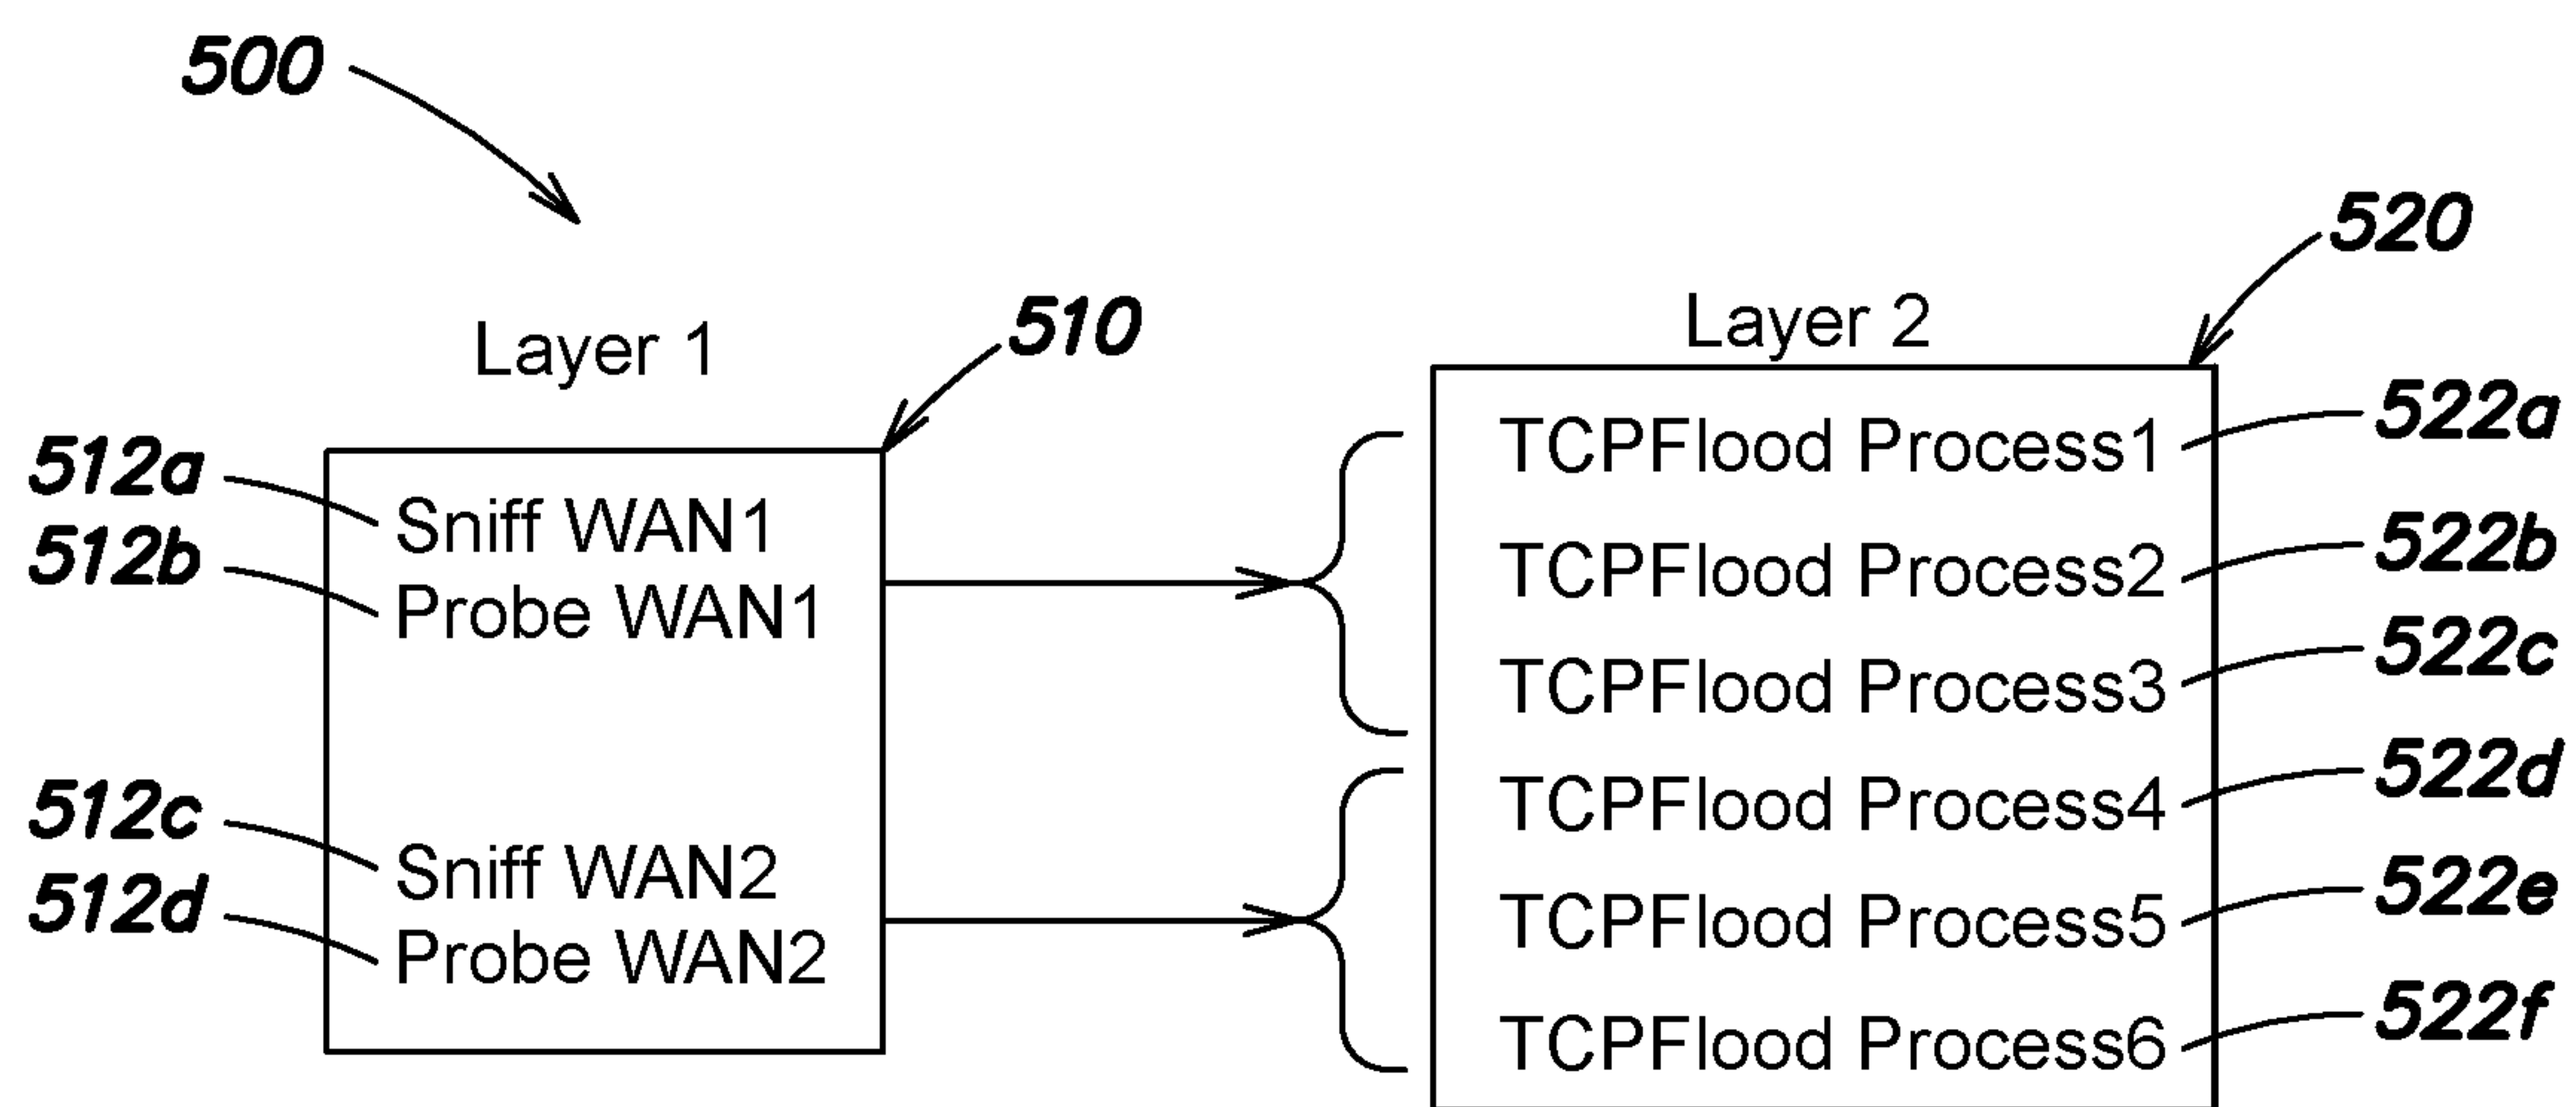 500
520
Layer 1
510
Layer 2
512a
Sniff WAN1
512b
Probe WAN1
512c
Sniff WAN2
512d
Probe WAN2
TCPFlood Process1
522a
TCPFlood Process2
522b
TCPFlood Process3
522c
TCPFlood Process4
522d
TCPFlood Process5
522e
TCPFlood Process6
522f